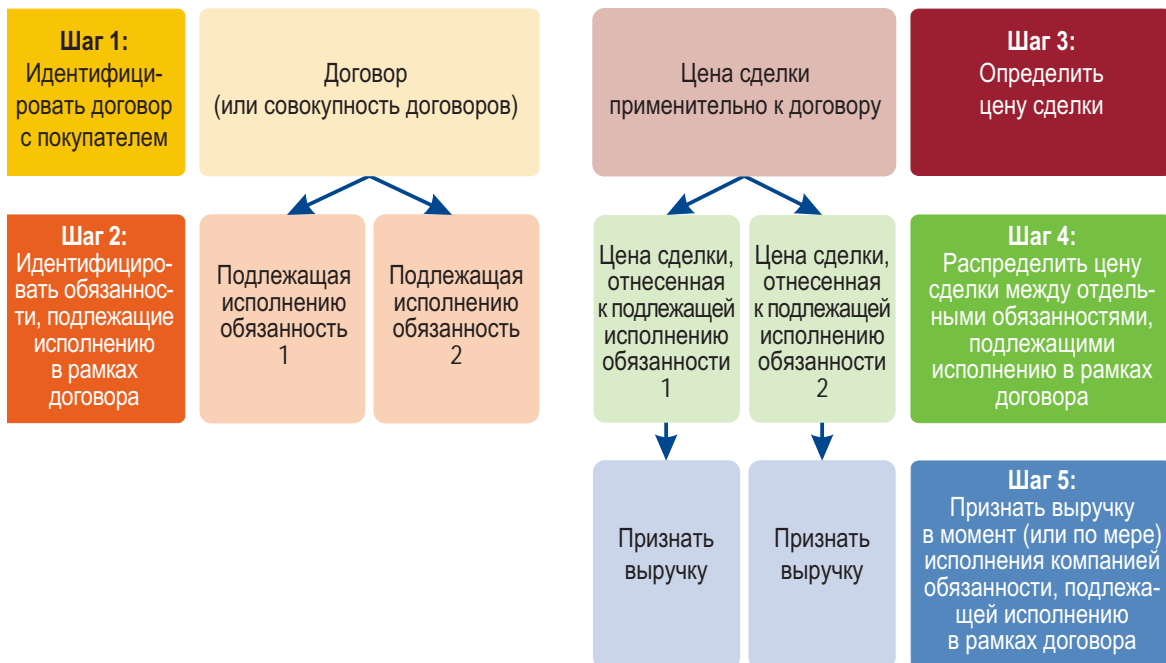 Шаг 1:
Идентифици-
ровать договор
с покупателем
Договор
(или совокупность договоров)
Цена сделки
применительно к договору
Шаг 3:
Определить
цену сделки
Шаг 2:
Идентифициро-
вать обязаннос-
ти, подлежащие
исполнению
в рамках
договора
Подлежащая
исполнению
обязанность
1
Подлежащая
исполнению
обязанность
2
Цена сделки,
отнесенная
к подлежащей
исполнению
обязанности
1
Цена сделки,
отнесенная
к подлежащей
исполнению
обязанности
2
Шаг 4:
Распределить цену
сделки между отдель-
ными обязанностями,
подлежащими
исполнению в рамках
договора
Признать
выручку
Признать
выручку
Шаг 5:
Признать выручку
в момент (или по мере)
исполнения компанией
обязанности, подлежа-
щей исполнению
в рамках договора